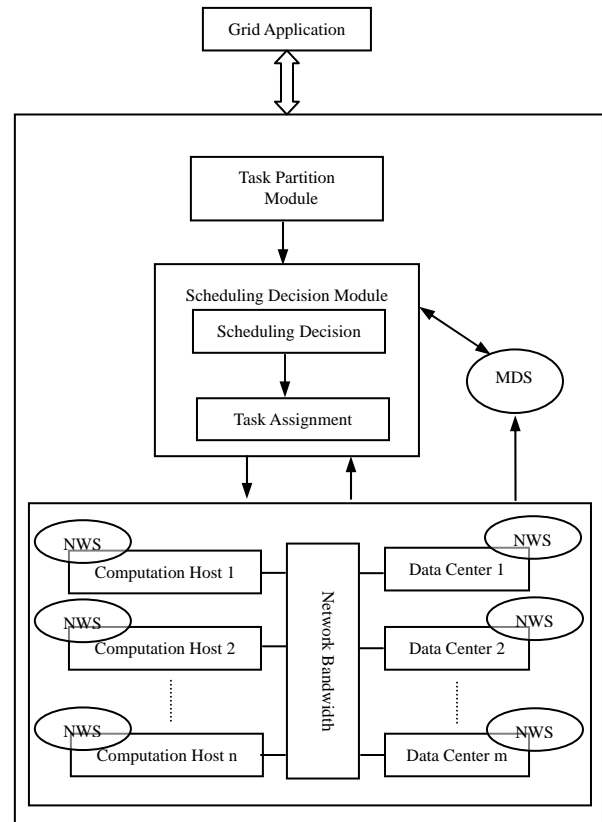 Grid Application
Task Partition
Module
Scheduling Decision Module
Scheduling Decision
Task Assignment
MDS
NWS
Computation Host 1
NWS
Computation Host 2
NWS
Computation Host n
Network Bandwidth
NWS
Data Center 1
NWS
Data Center 2
NWS
Data Center m